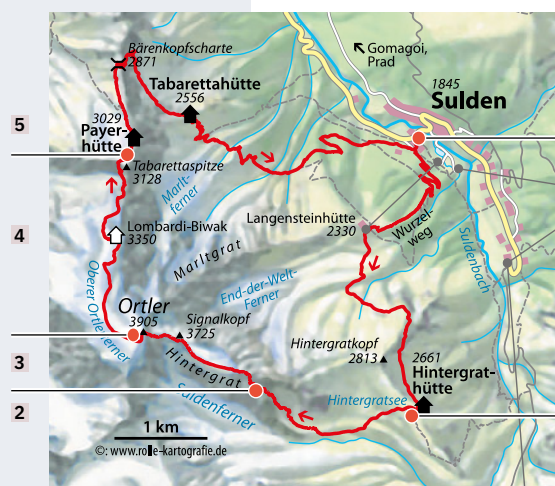 Bärenkopfscharte
2871
Gomagoi,
Prad
Tabarettahütte
2556
1845
Sulden
5
3029
Payer-
hütte
Tabarettaspitze
3128
Marlt-
ferner
Langensteinhütte
2330
Wurzel-
weg
4
Lombardi-Biwak
3350
Marltgrat
Suldenbach
Oberer Ortlerferner
End-der-Welt-
Ferner
Ortler
3905
Signalkopf
3725
Hintergratkopf
2813
2661
Hintergrat-
hütte
3
Hintergrat
Suldenferner
Hintergratsee
2
1 km
©: www.rolle-kartografie.de